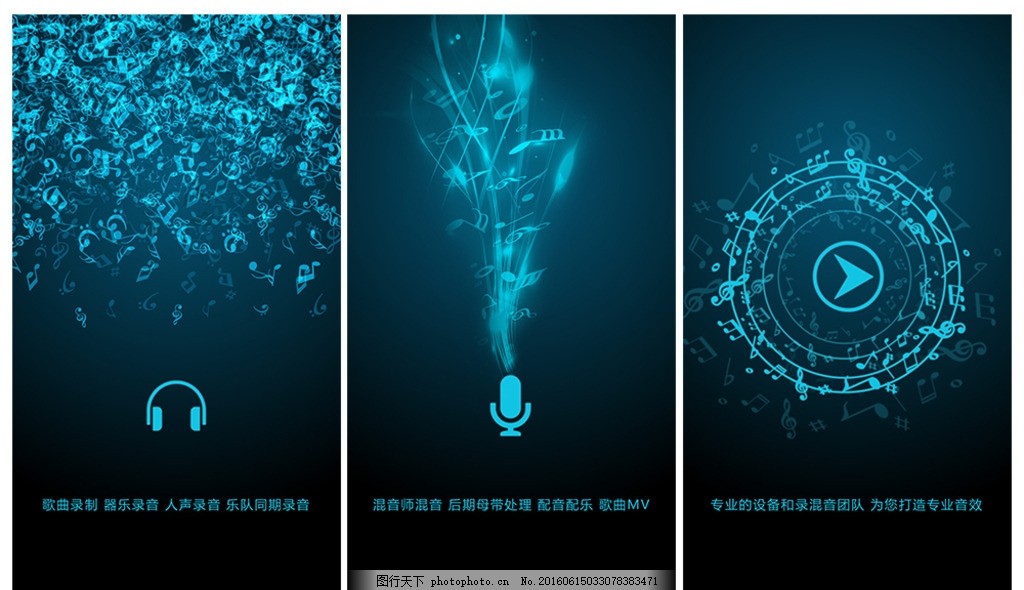 歌曲录制 器乐录音 人声录音 乐队同期录音
混音师混音 后期母带处理 配音配乐 歌曲MV
专业的设备和录混音团队 为您打造专业音效
图行天下 photophoto.cn No.20160615033078383471